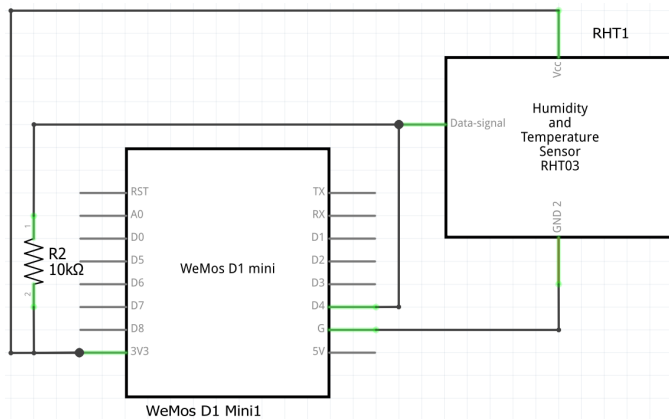 RHT1
Vcc
Data-signal
Humidity
and
Temperature
Sensor
RHT03
GND 2
RST
A0
D0
D5
D6
D7
D8
3V3
WeMos D1 mini
TX
RX
D1
D2
D3
D4
G
5V
1
R2
10kΩ
2
WeMos D1 Mini1